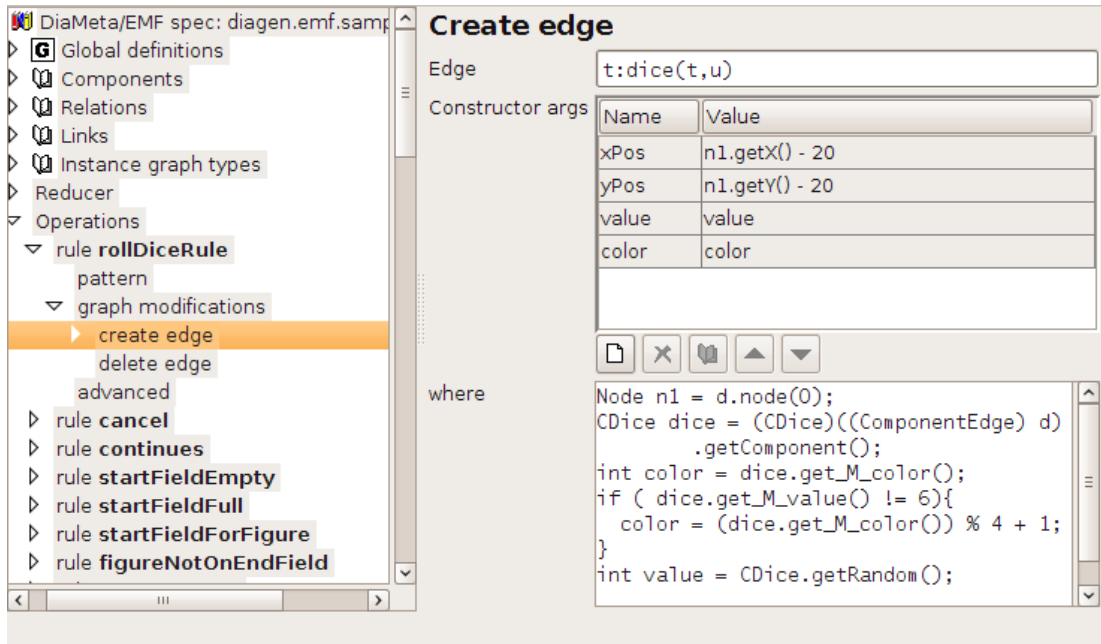 DiaMeta/EMF spec: diagen.emf.samp
G Global definitions
Components
Relations
Links
Instance graph types
Reducer
Operations
rule rollDiceRule
pattern
graph modifications
create edge
delete edge
advanced
rule cancel
rule continues
rule startFieldEmpty
rule startFieldFull
rule startFieldForFigure
rule figureNotOnEndField
Create edge
Edge
t:dice(t,u)
Constructor args
Name Value
xPos n1.getX() - 20
yPos n1.getY() - 20
value value
color color
where
Node n1 = d.node(0);
CDice dice = (CDice)((ComponentEdge) d)
.getComponent();
int color = dice.get_M_color();
if ( dice.get_M_value() != 6){
color = (dice.get_M_color()) % 4 + 1;
}
int value = CDice.getRandom();